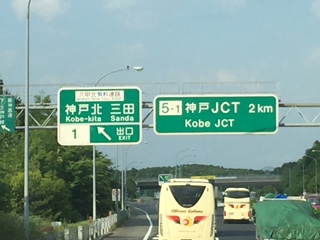 六甲北有料道路
神戸北 三田
Kobe-kita Sanda
1
出口
EXIT
5-1 神戸JCT 2km
Kobe JCT